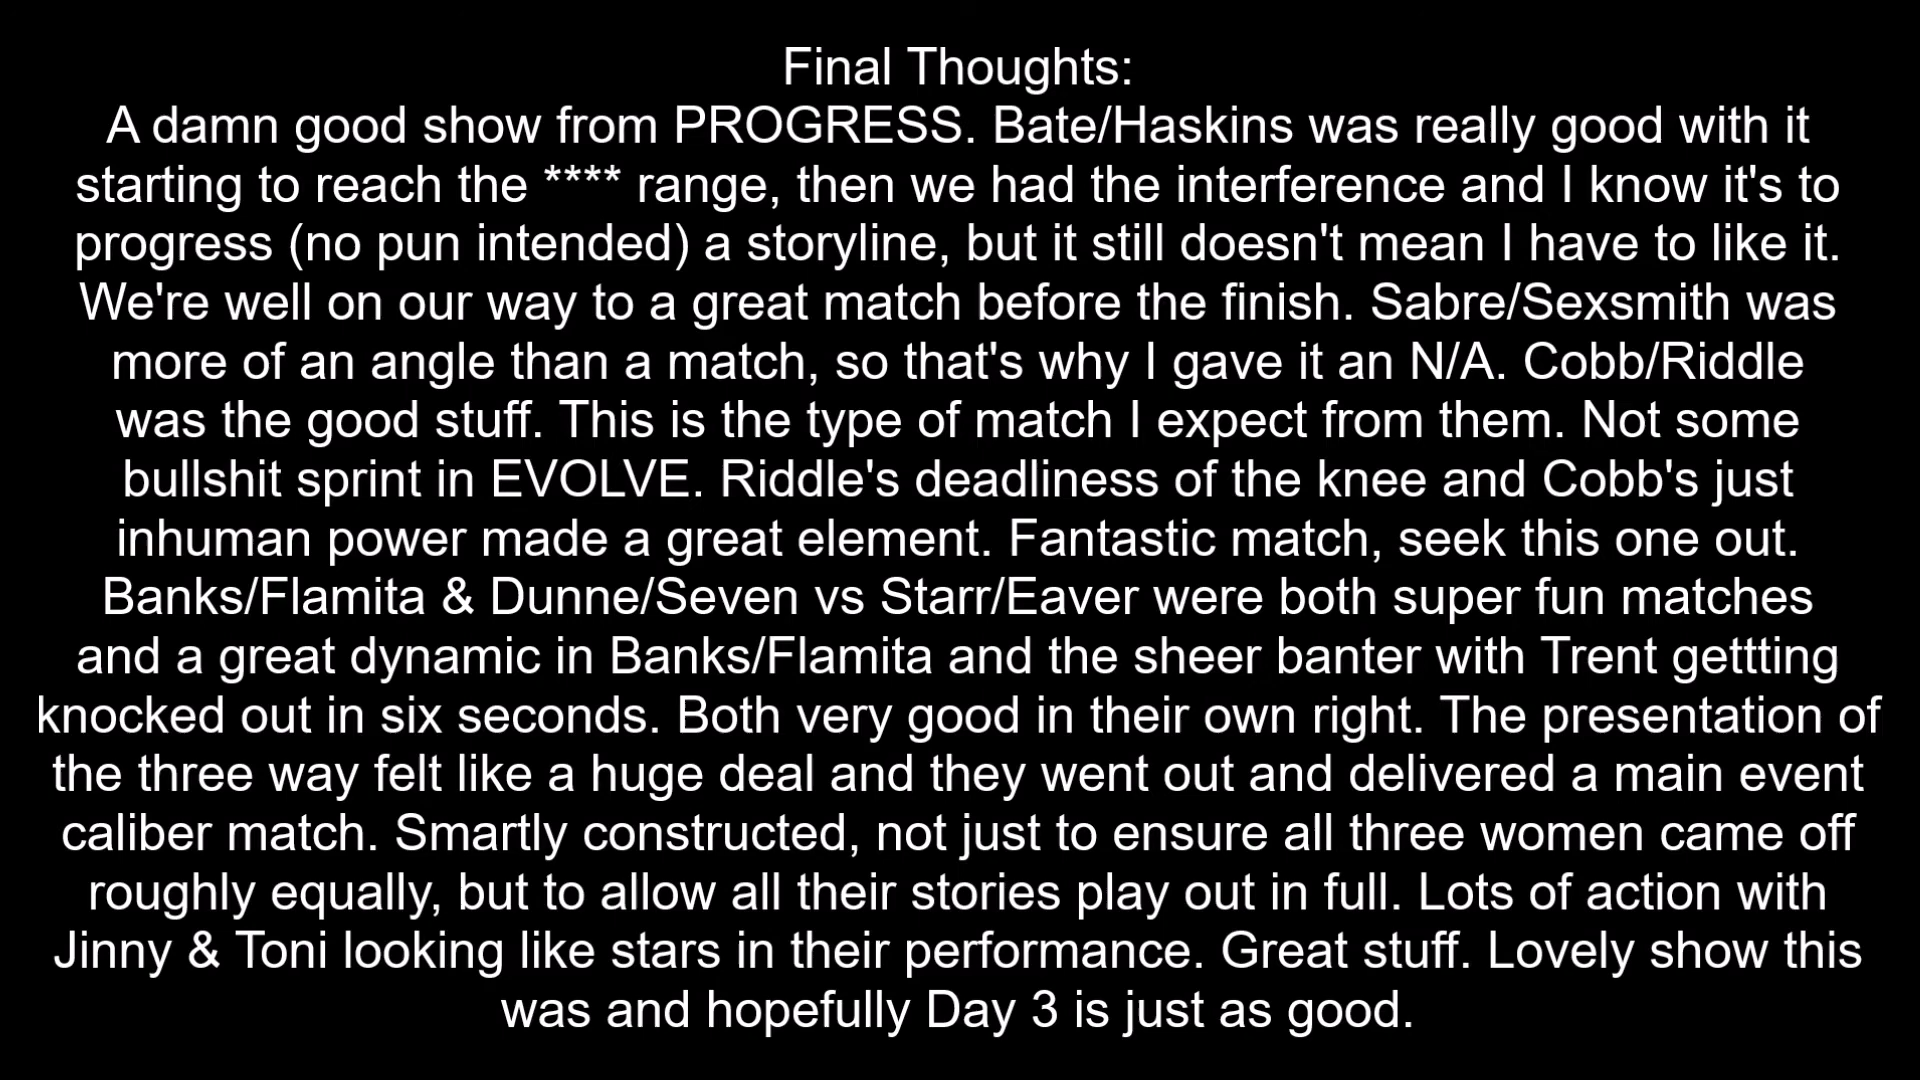 Final Thoughts:
A damn good show from PROGRESS. Bate/Haskins was really good with it
starting to reach the **** range, then we had the interference and I know it's to
progress (no pun intended) a storyline, but it still doesn't mean I have to like it.
We're well on our way to a great match before the finish. Sabre/Sexsmith was
more of an angle than a match, so that's why I gave it an N/A. Cobb/Riddle
was the good stuff. This is the type of match I expect from them. Not some
bullshit sprint in EVOLVE. Riddle's deadliness of the knee and Cobb's just
inhuman power made a great element. Fantastic match, seek this one out.
Banks/Flamita & Dunne/Seven vs Starr/Eaver were both super fun matches
and a great dynamic in Banks/Flamita and the sheer banter with Trent gettting
knocked out in six seconds. Both very good in their own right. The presentation of
the three way felt like a huge deal and they went out and delivered a main event
caliber match. Smartly constructed, not just to ensure all three women came off
roughly equally, but to allow all their stories play out in full. Lots of action with
Jinny & Toni looking like stars in their performance. Great stuff. Lovely show this
was and hopefully Day 3 is just as good.